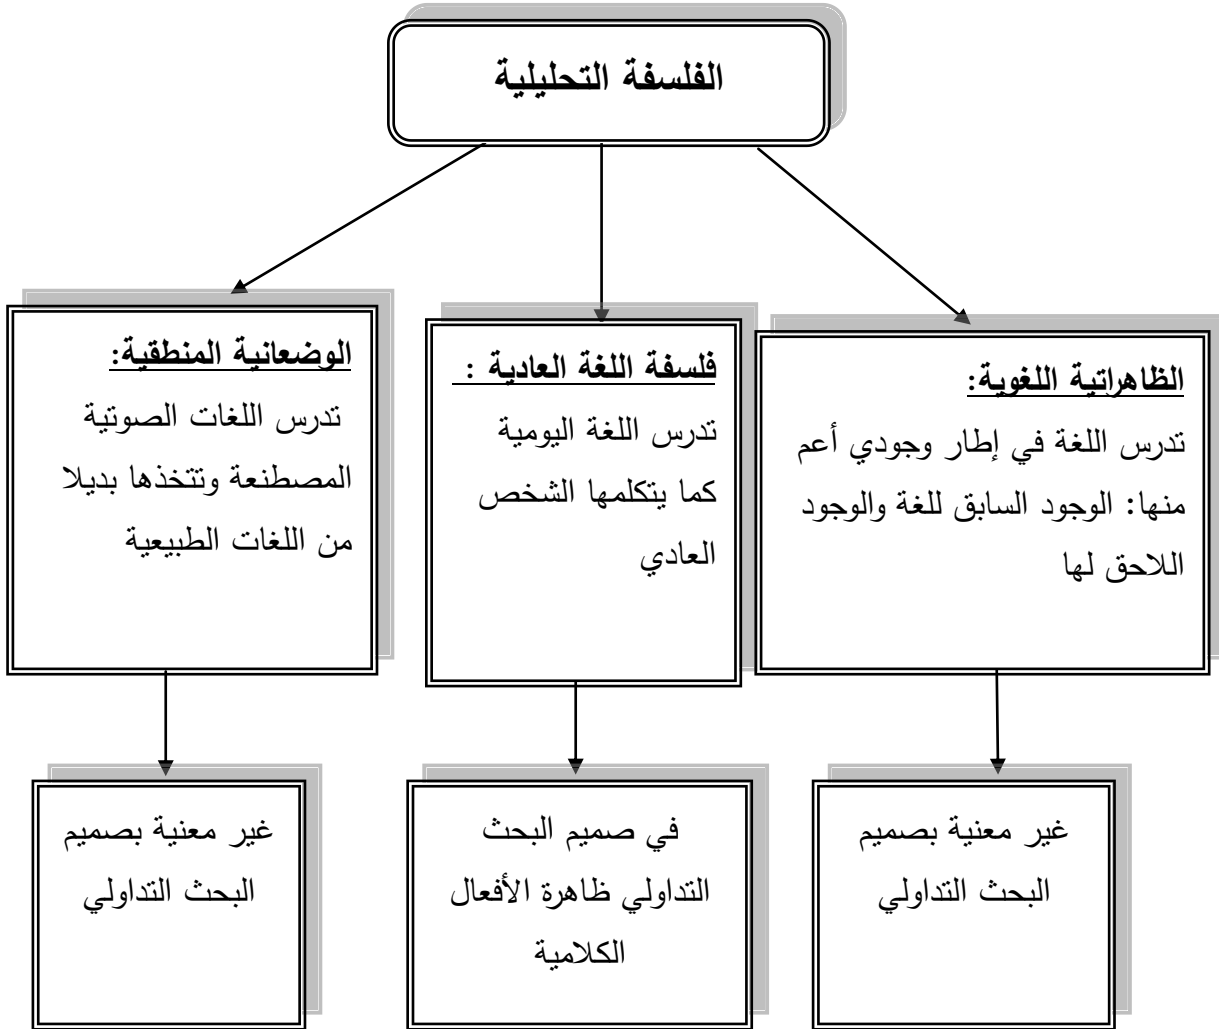 الفلسفة التحليلية
الظاهراتية اللغوية:
تدرس اللغة في إطار وجودي أعم
منها: الوجود السابق للغة والوجود
اللاحق لها
فلسفة اللغة العادية :
تدرس اللغة اليومية
كما يتكلمها الشخص
العادي
الوضعانية المنطقية:
تدرس اللغات الصوتية
المصطنعة وتتخذها بديلا
من اللغات الطبيعية
غير معنية بصميم
البحث التداولي
في صميم البحث
التداولي ظاهرة الأفعال
الكلامية
غير معنية بصميم
البحث التداولي